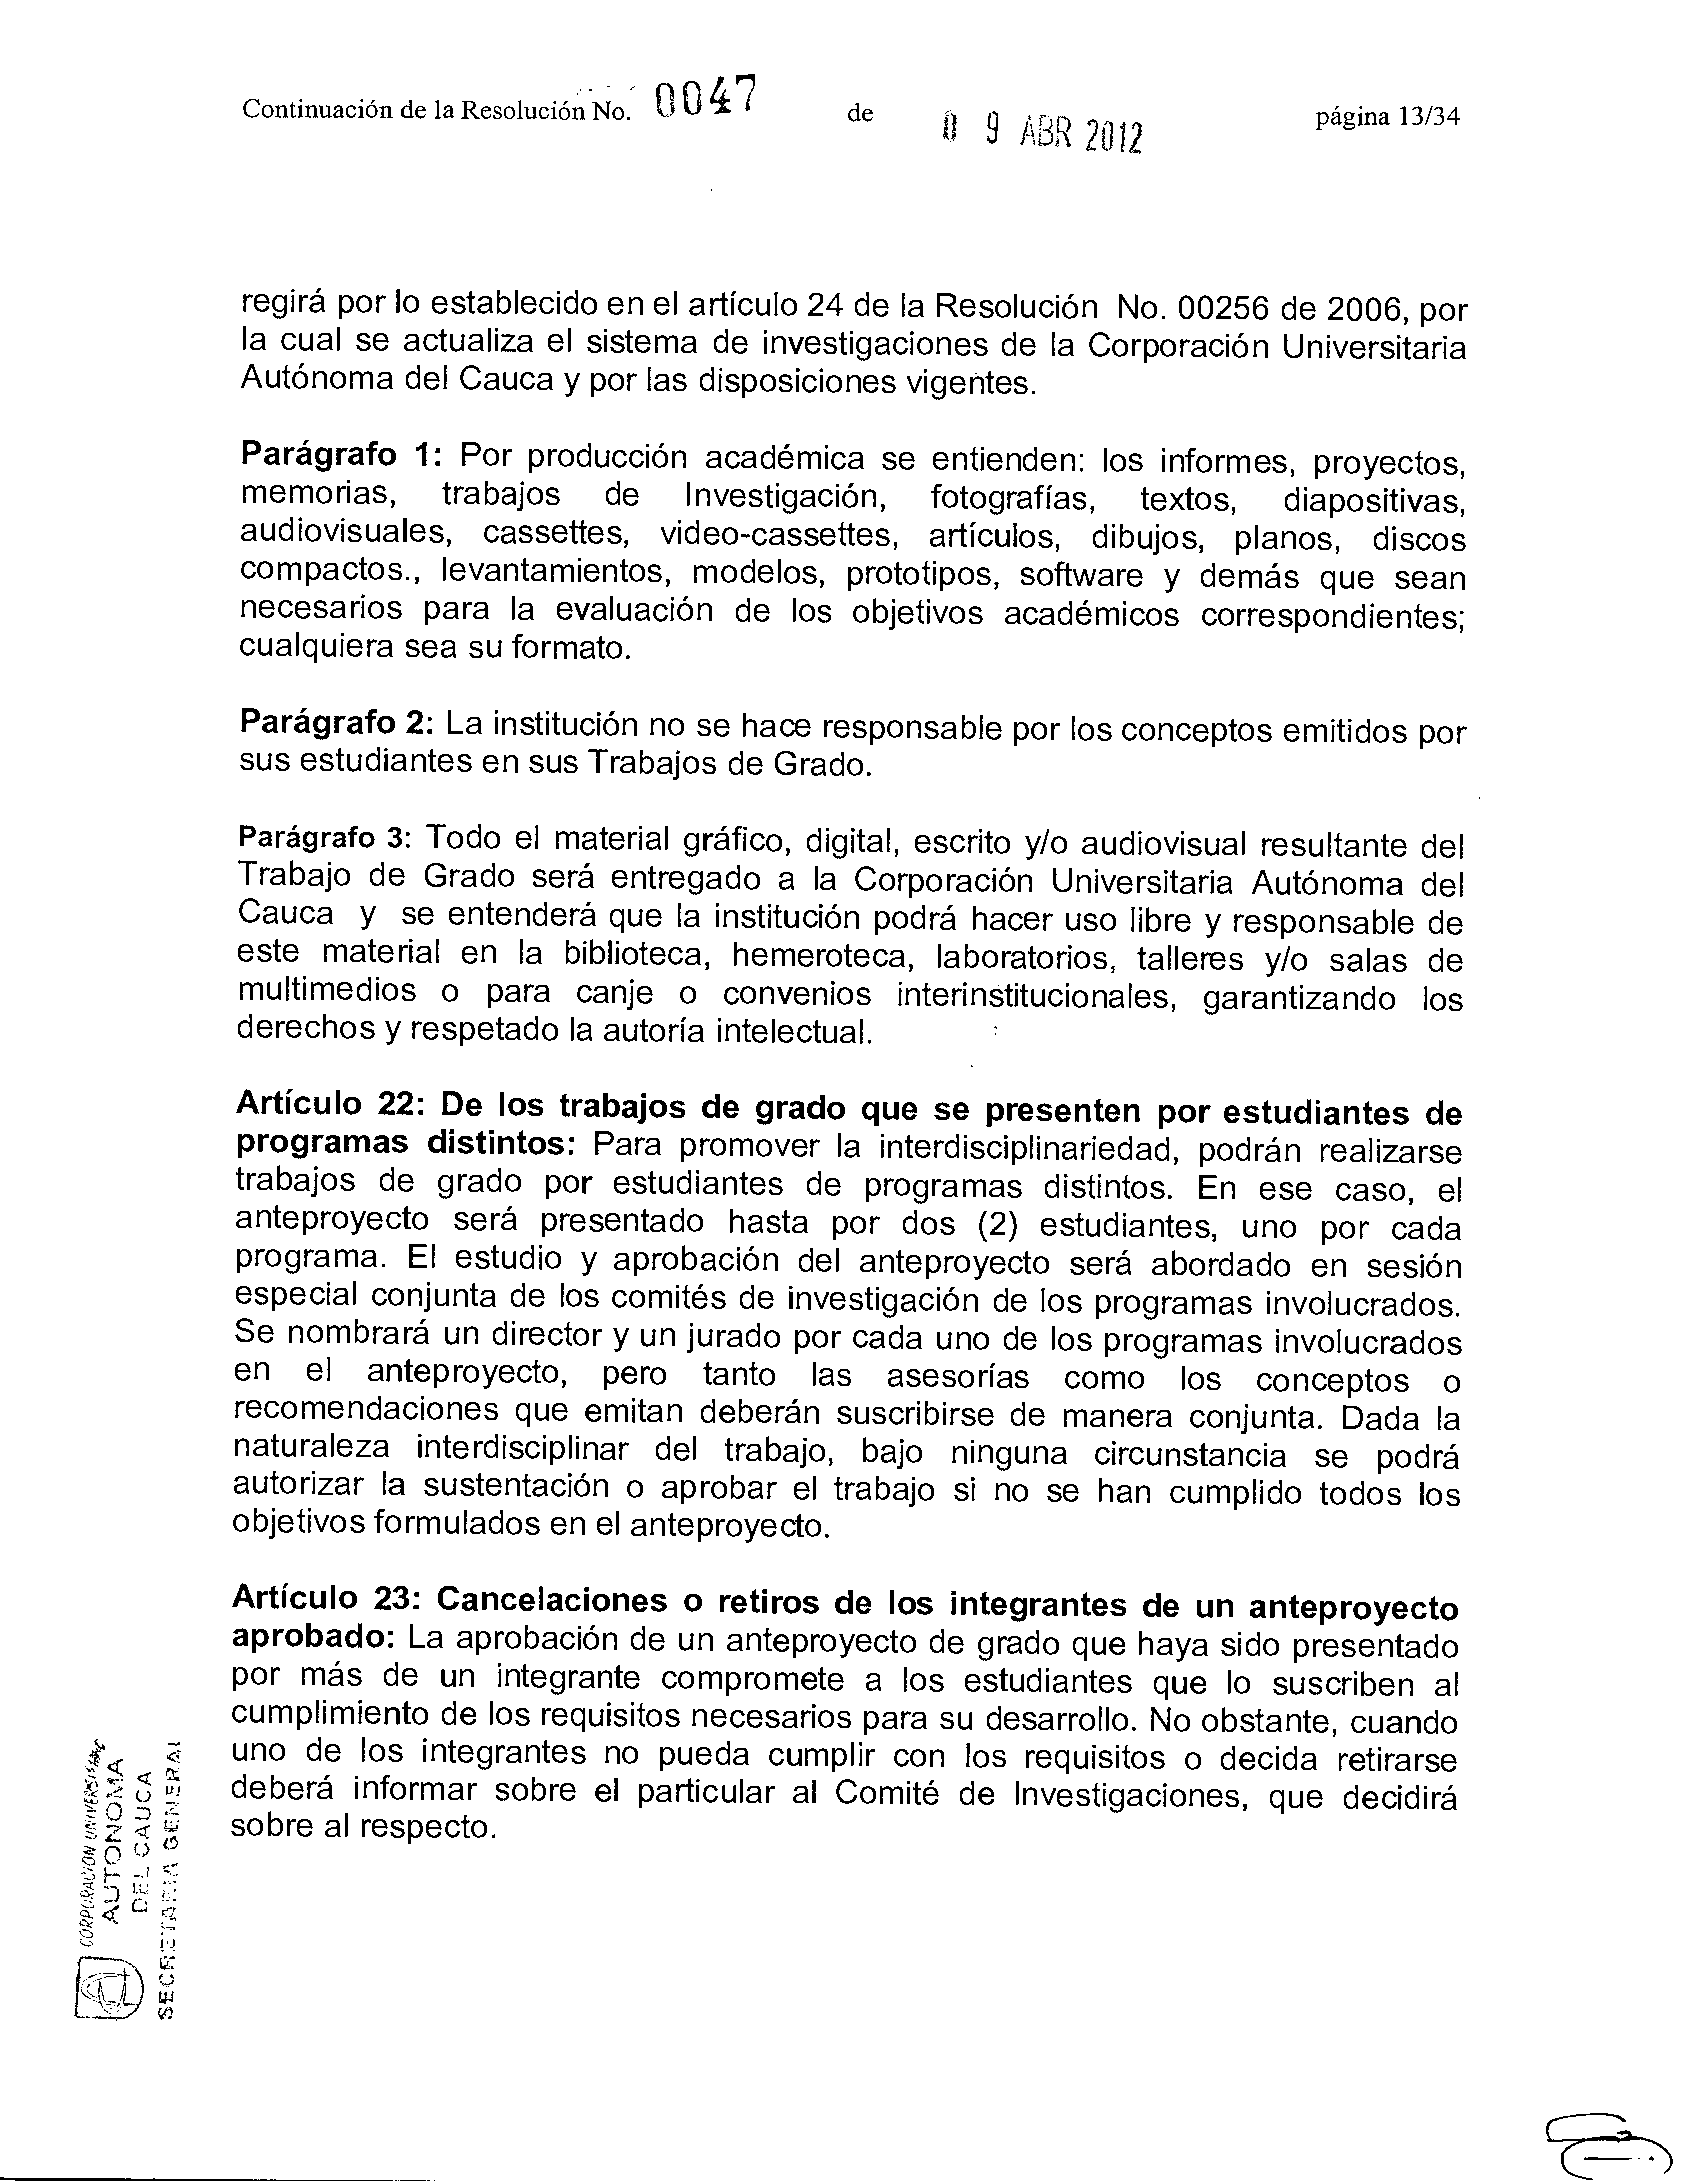 Continuación de la Resolución No. 0047 de 09 ABR 2012 página 13/34
regirá por lo establecido en el artículo 24 de la Resolución No. 00256 de 2006, por
la cual se actualiza el sistema de investigaciones de la Corporación Universitaria
Autónoma del Cauca y por las disposiciones vigentes.
Parágrafo 1: Por producción académica se entienden: los informes, proyectos,
memorias, trabajos de Investigación, fotografías, textos, diapositivas,
audiovisuales, cassettes, video-cassettes, artículos, dibujos, planos, discos
compactos., levantamientos, modelos, prototipos, software y demás que sean
necesarios para la evaluación de los objetivos académicos correspondientes;
cualquiera sea su formato.
Parágrafo 2: La institución no se hace responsable por los conceptos emitidos por
sus estudiantes en sus Trabajos de Grado.
Parágrafo 3: Todo el material gráfico, digital, escrito y/o audiovisual resultante del
Trabajo de Grado será entregado a la Corporación Universitaria Autónoma del
Cauca y se entenderá que la institución podrá hacer uso libre y responsable de
este material en la biblioteca, hemeroteca, laboratorios, talleres y/o salas de
multimedios o para canje o convenios interinstitucionales, garantizando los
derechos y respetado la autoría intelectual.
Artículo 22: De los trabajos de grado que se presenten por estudiantes de
programas distintos: Para promover la interdisciplinariedad, podrán realizarse
trabajos de grado por estudiantes de programas distintos. En ese caso, el
anteproyecto será presentado hasta por dos (2) estudiantes, uno por cada
programa. El estudio y aprobación del anteproyecto será abordado en sesión
especial conjunta de los comités de investigación de los programas involucrados.
Se nombrará un director y un jurado por cada uno de los programas involucrados
en el anteproyecto, pero tanto las asesorías como los conceptos o
recomendaciones que emitan deberán suscribirse de manera conjunta. Dada la
naturaleza interdisciplinar del trabajo, bajo ninguna circunstancia se podrá
autorizar la sustentación o aprobar el trabajo si no se han cumplido todos los
objetivos formulados en el anteproyecto.
Artículo 23: Cancelaciones o retiros de los integrantes de un anteproyecto
aprobado: La aprobación de un anteproyecto de grado que haya sido presentado
por más de un integrante compromete a los estudiantes que lo suscriben al
cumplimiento de los requisitos necesarios para su desarrollo. No obstante, cuando
uno de los integrantes no pueda cumplir con los requisitos o decida retirarse
deberá informar sobre el particular al Comité de Investigaciones, que decidirá
sobre al respecto.
CORPORACION UNIVERSITARIA
AUTONOMA
DEL CAUCA
SECRETARIA GENERAL